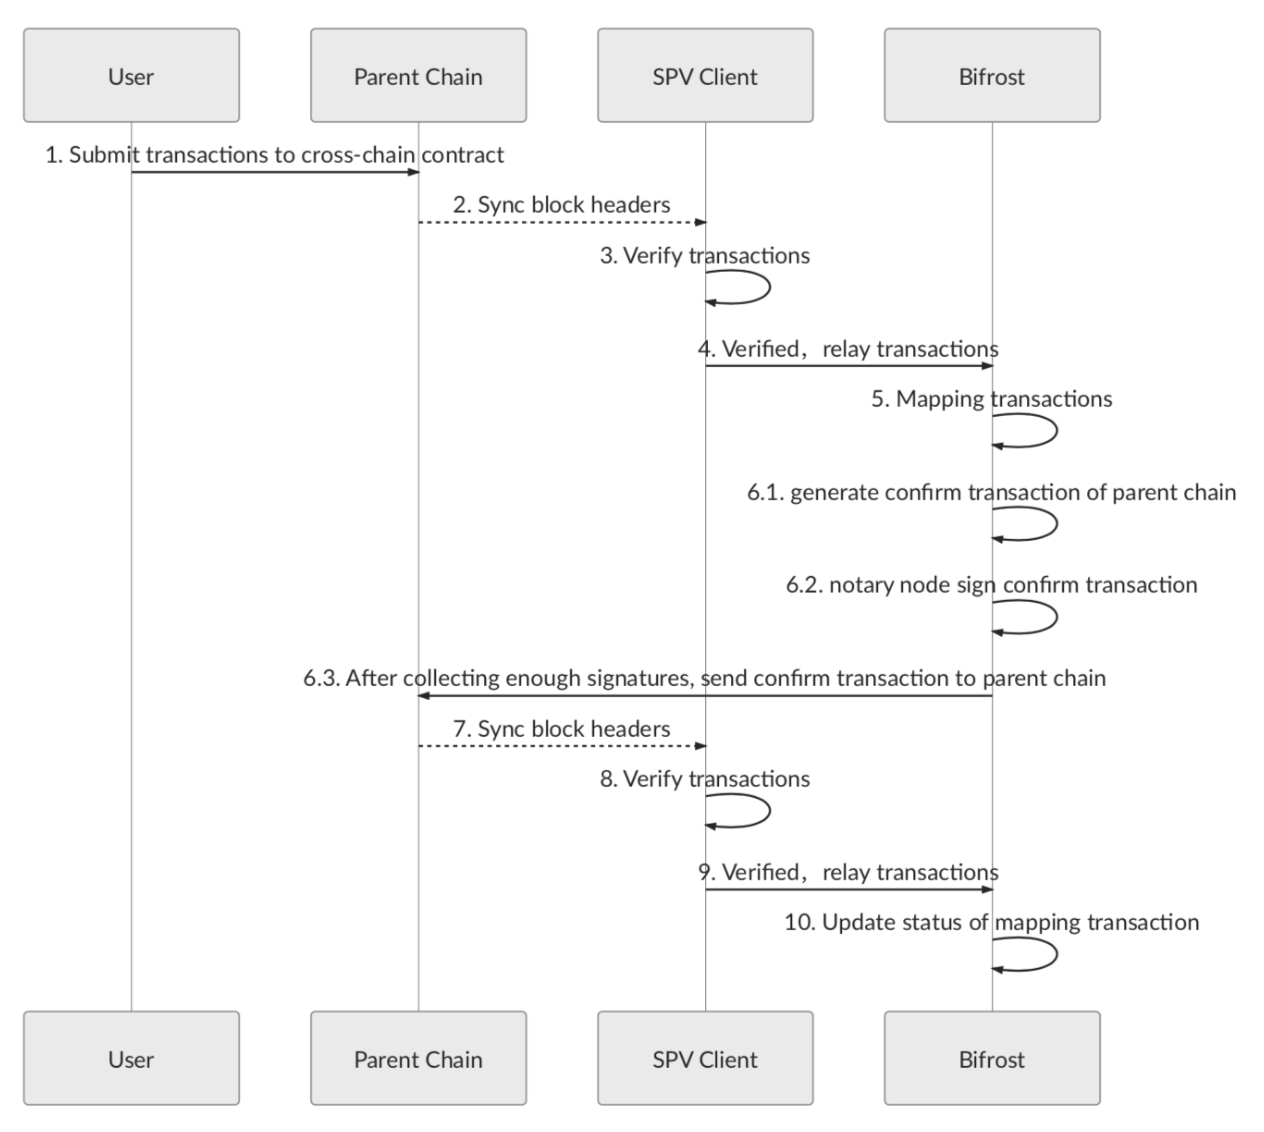 User
Parent Chain
SPV Client
Bifrost
1. Submit transactions to cross-chain contract
2. Sync block headers
3. Verify transactions
4. Verified，relay transactions
5. Mapping transactions
6.1. generate confirm transaction of parent chain
6.2. notary node sign confirm transaction
6.3. After collecting enough signatures, send confirm transaction to parent chain
7. Sync block headers
8. Verify transactions
9. Verified，relay transactions
10. Update status of mapping transaction
User
Parent Chain
SPV Client
Bifrost